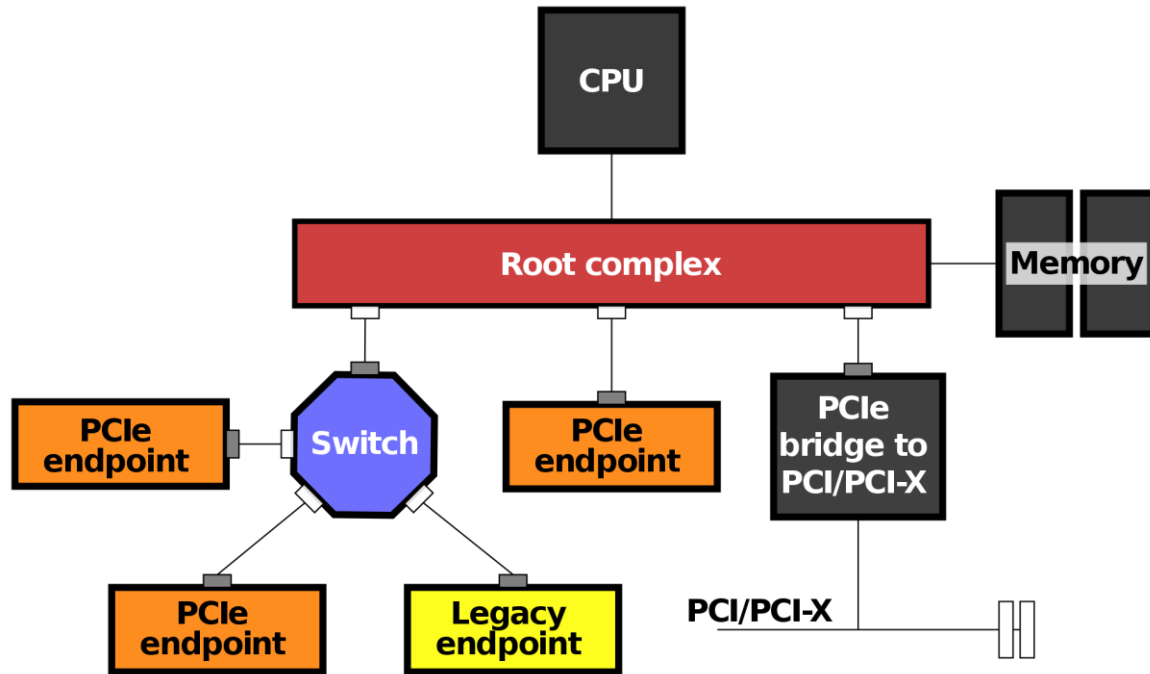 CPU
Root complex
Memory
PCIe
endpoint
Switch
PCIe
endpoint
PCIe
bridge to
PCI/PCI-X
PCIe
endpoint
Legacy
endpoint
PCI/PCI-X